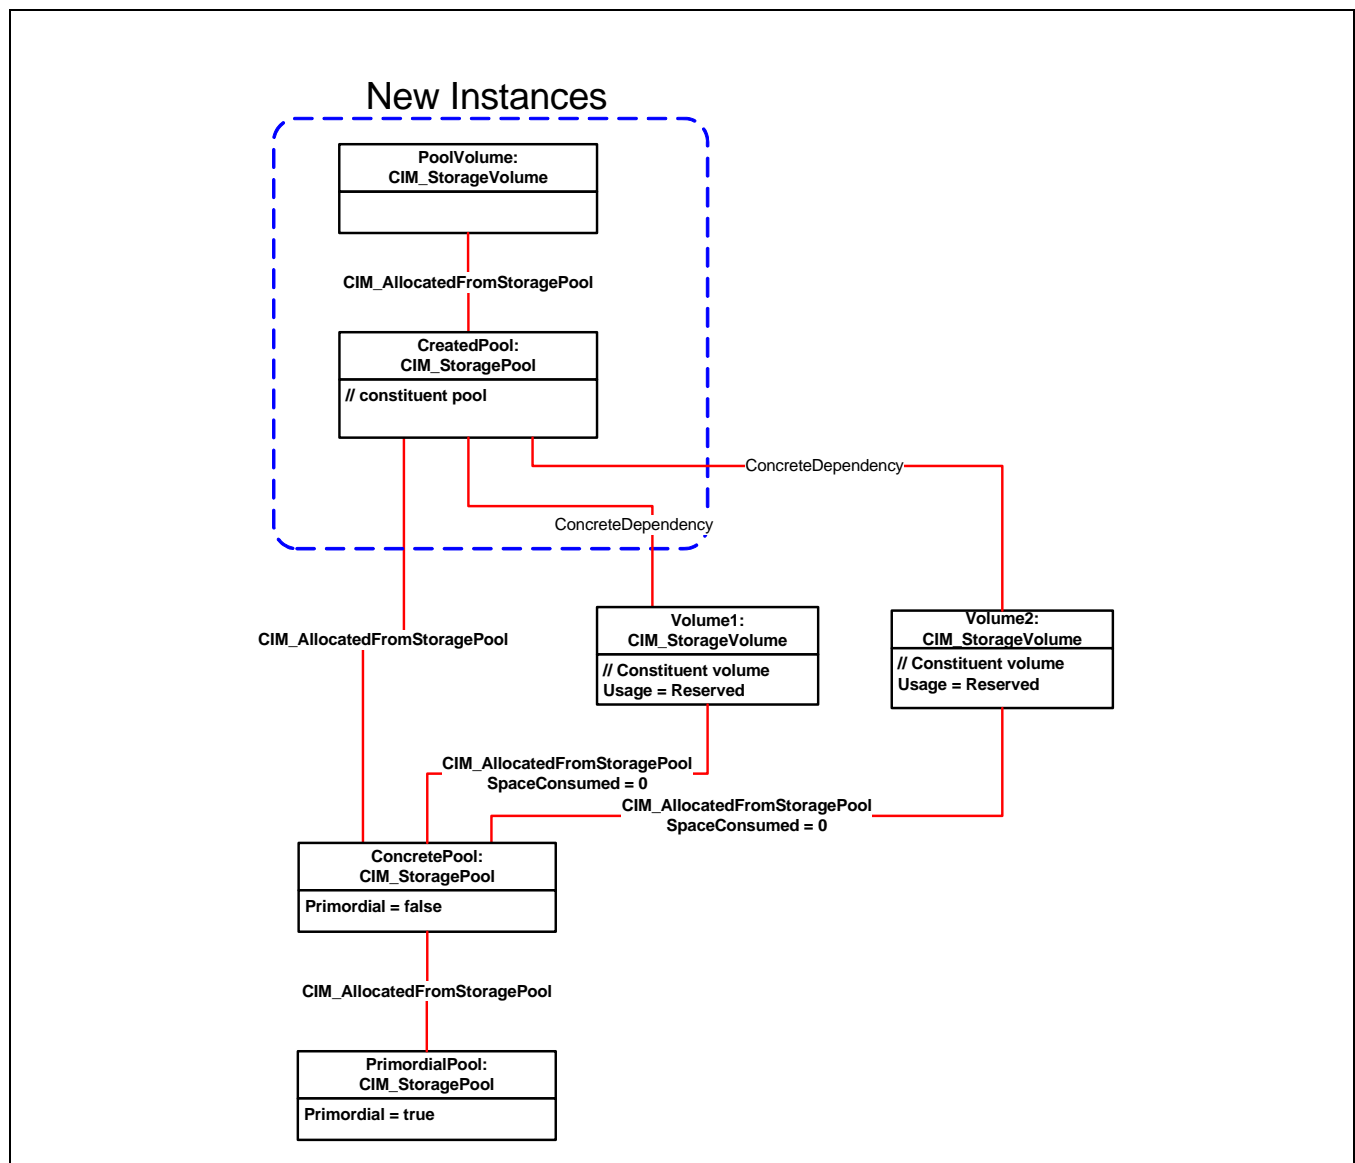 New Instances
PoolVolume:
CIM_StorageVolume
CIM_AllocatedFromStoragePool
CreatedPool:
CIM_StoragePool
// constituent pool
ConcreteDependency
ConcreteDependency
CIM_AllocatedFromStoragePool
Volume1:
CIM_StorageVolume
// Constituent volume
Usage = Reserved
Volume2:
CIM_StorageVolume
// Constituent volume
Usage = Reserved
CIM_AllocatedFromStoragePool
SpaceConsumed = 0
CIM_AllocatedFromStoragePool
SpaceConsumed = 0
ConcretePool:
CIM_StoragePool
Primordial = false
CIM_AllocatedFromStoragePool
PrimordialPool:
CIM_StoragePool
Primordial = true